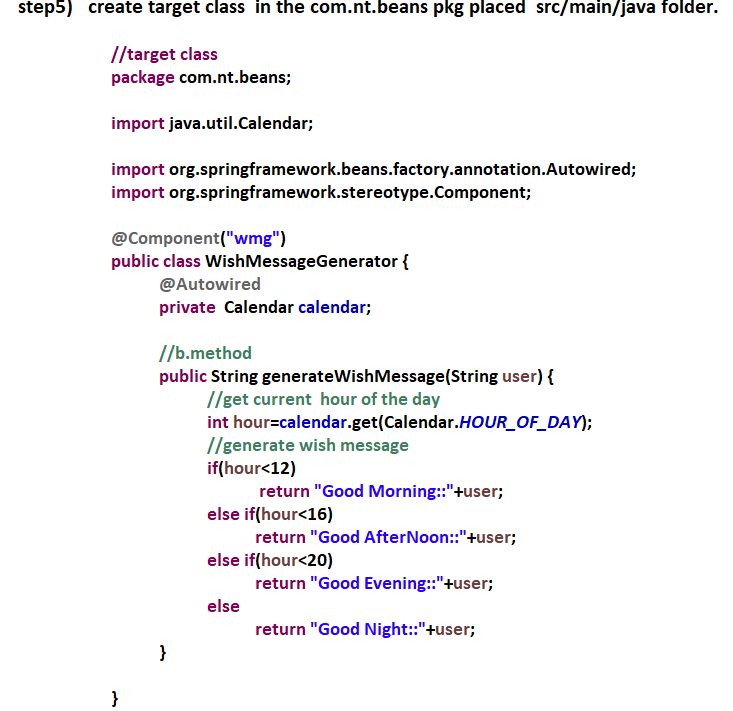 step5) create target class in the com.nt.beans pkg placed src/main/java folder.
//target class
package com.nt.beans;
import java.util.Calendar;
import org.springframework.beans.factory.annotation.Autowired;
import org.springframework.stereotype.Component;
@Component("wmg")
public class WishMessageGenerator {
@Autowired
private Calendar calendar;
//b.method
public String generateWishMessage(String user) {
//get current hour of the day
int hour=calendar.get(Calendar.HOUR_OF_DAY);
//generate wish message
if(hour<12)
return "Good Morning::"+user;
else if(hour<16)
return "Good AfterNoon::"+user;
else if(hour<20)
return "Good Evening::"+user;
else
return "Good Night::"+user;
}
}